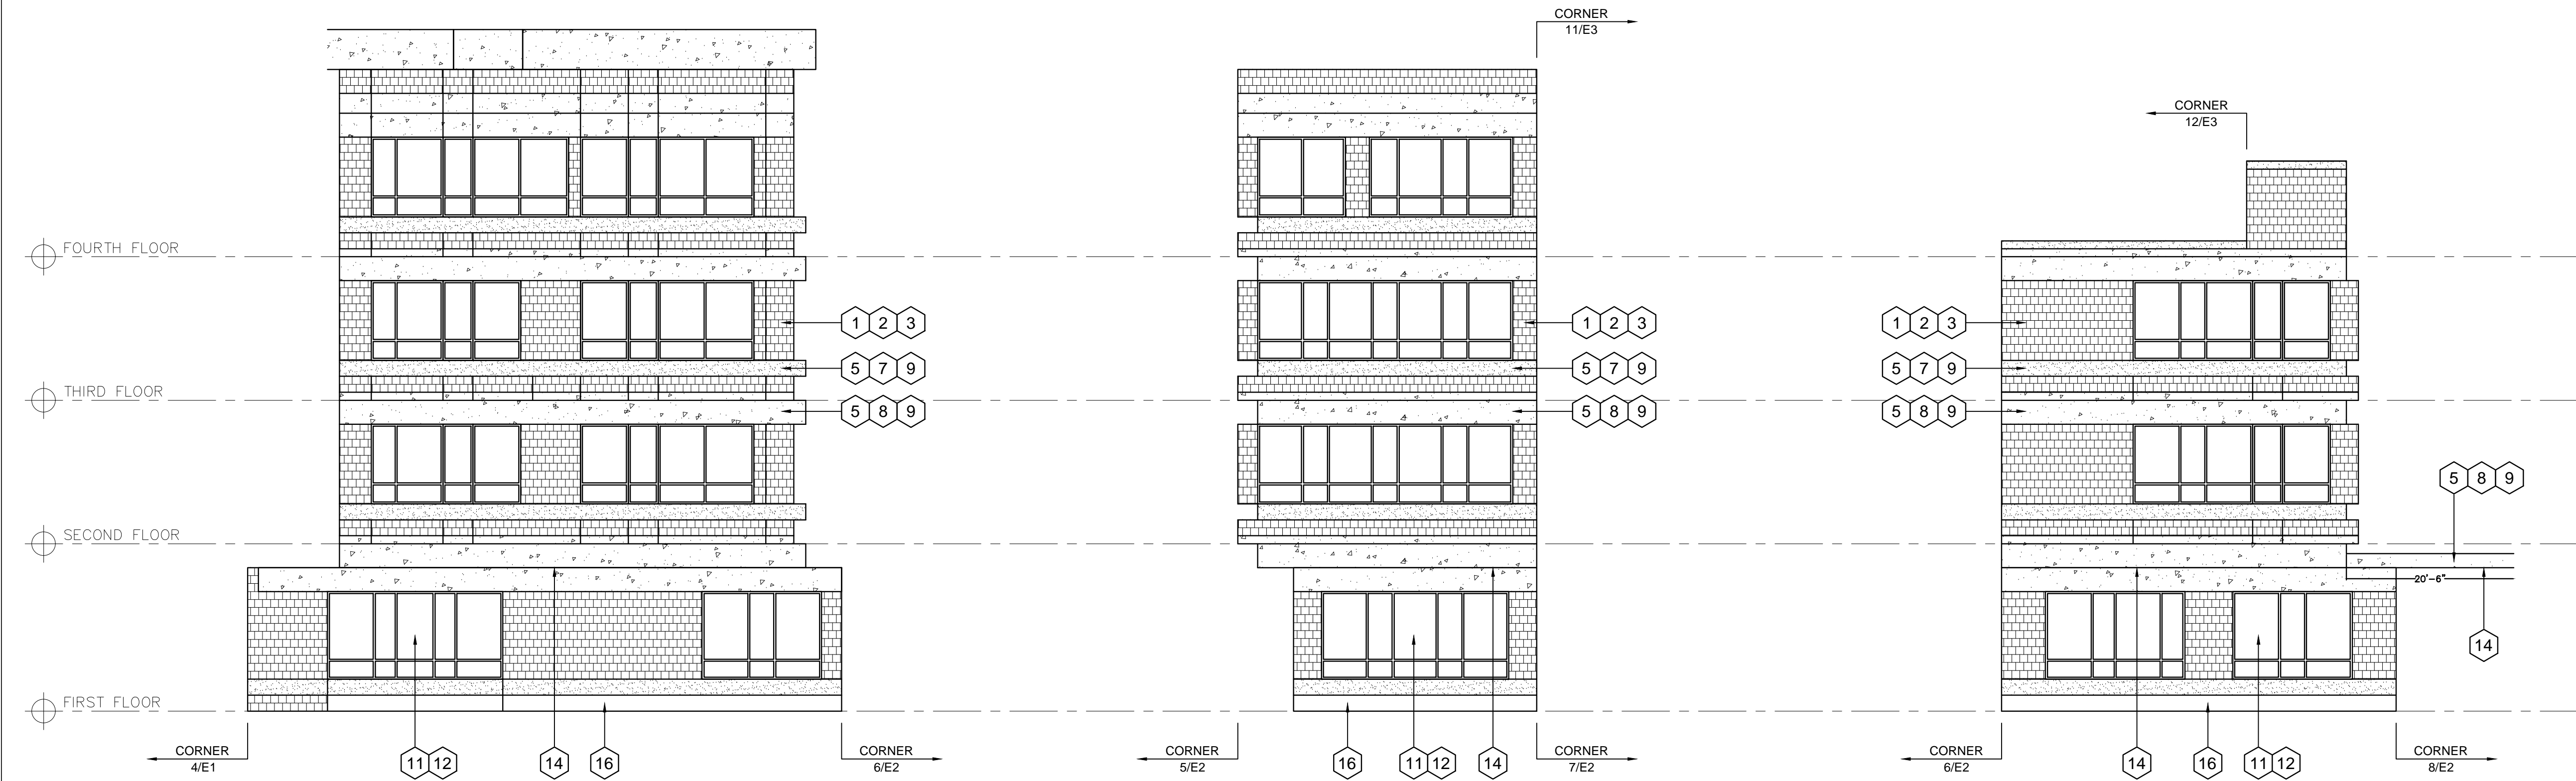 CORNER
11/E3
CORNER
12/E3
FOURTH FLOOR
1 2 3
1 2 3
1 2 3
5 7 9
5 7 9
5 7 9
THIRD FLOOR
5 8 9
5 8 9
5 8 9
5 8 9
SECOND FLOOR
20'-6"
14
FIRST FLOOR
CORNER
4/E1
11 12
14
16
CORNER
6/E2
CORNER
5/E2
16
11 12
14
CORNER
7/E2
CORNER
6/E2
14
16
11 12
CORNER
8/E2